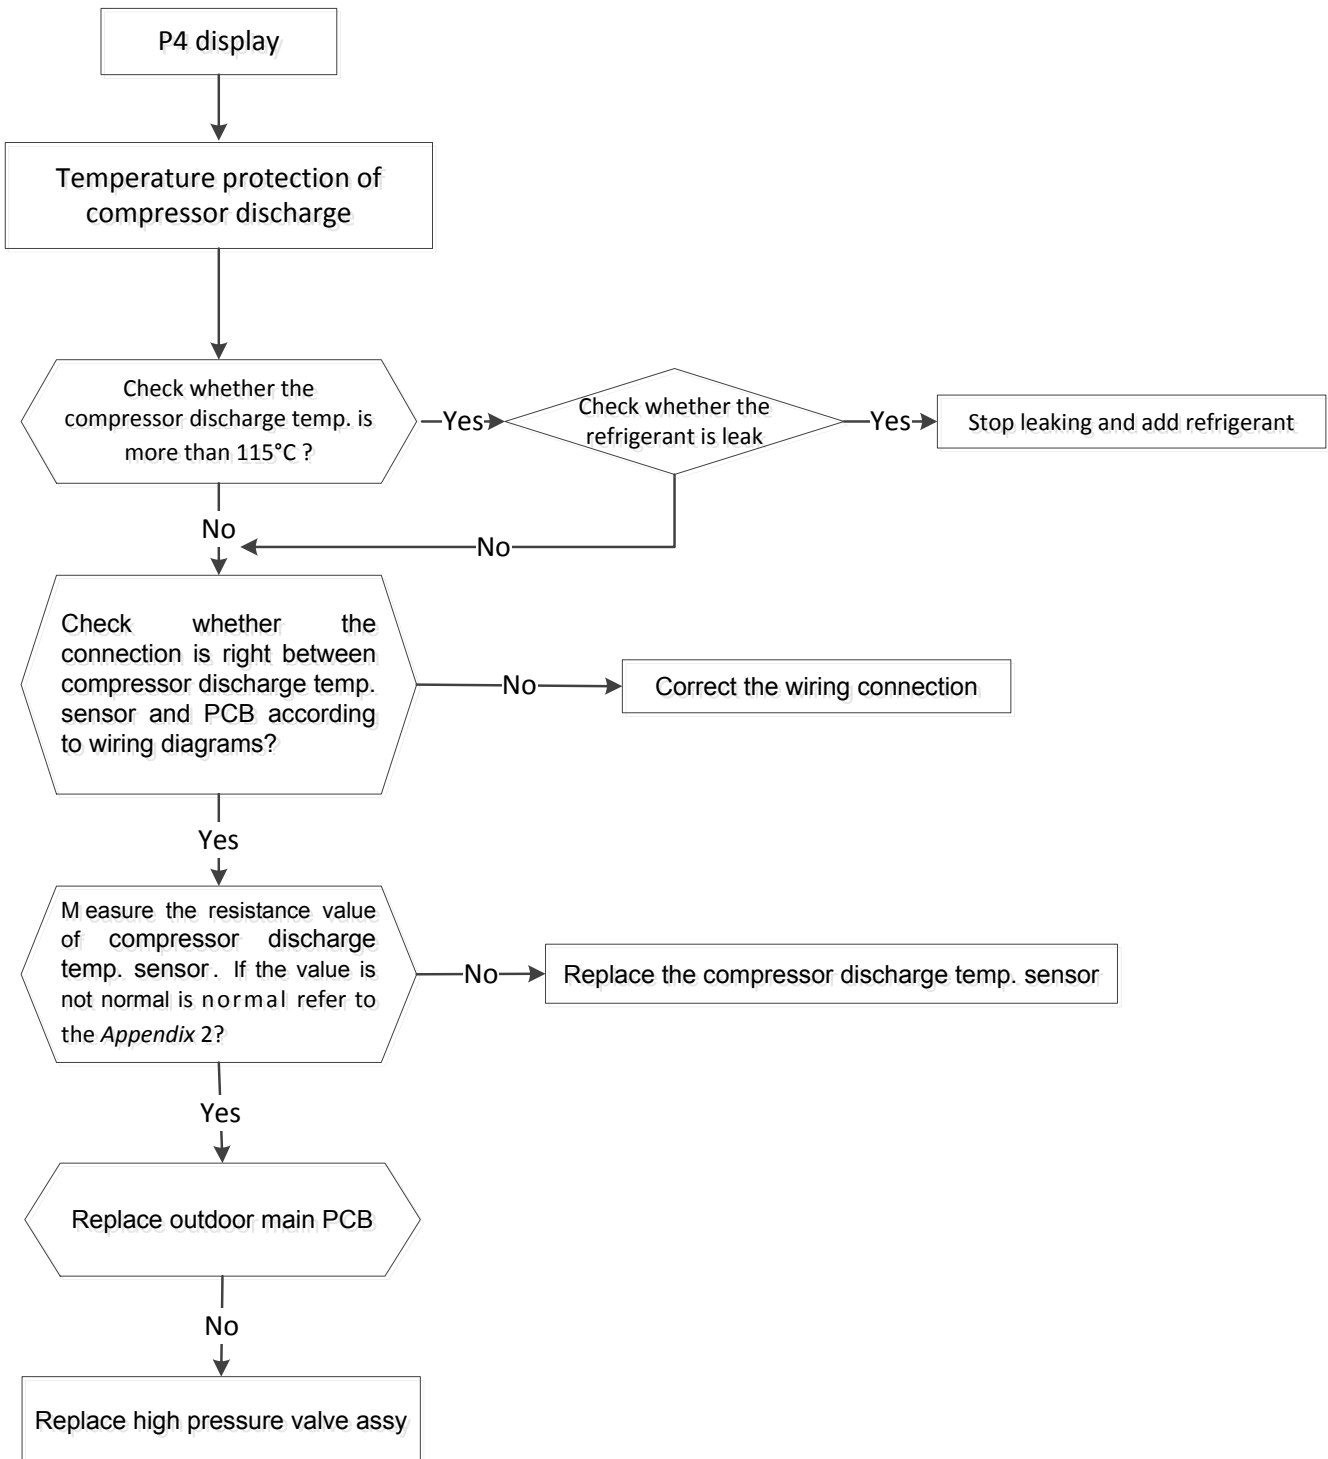 P4 display
Temperature protection of
compressor discharge
Check whether the
compressor discharge temp. is
more than 115°C ?
Yes
Check whether the
refrigerant is leak
Yes
Stop leaking and add refrigerant
No
No
Check whether the
connection is right between
compressor discharge temp.
sensor and PCB according
to wiring diagrams?
No
Correct the wiring connection
Yes
M easure the resistance value
of compressor discharge
temp. sensor. If the value is
not normal is normal refer to
the Appendix 2?
No
Replace the compressor discharge temp. sensor
Yes
Replace outdoor main PCB
No
Replace high pressure valve assy